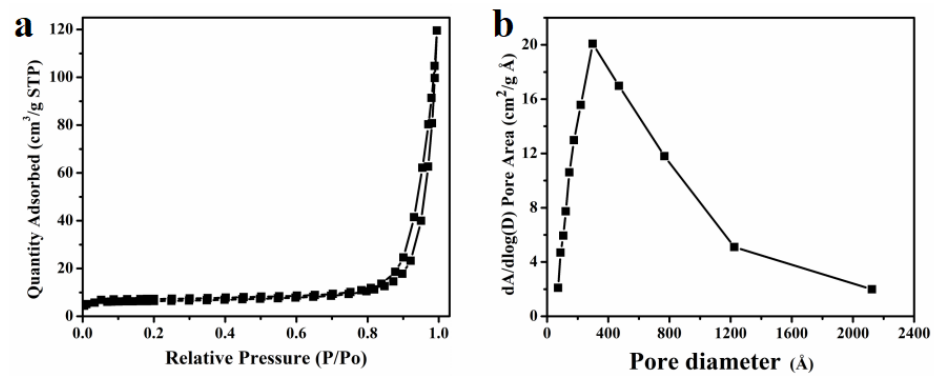 a
120
100
80
60
40
20
0
0.0 0.2 0.4 0.6 0.8 1.0
Quantity Adsorbed (cm³/g STP)
Relative Pressure (P/Po)
b
20
16
12
8
4
0
0 400 800 1200 1600 2000 2400
dA/dlog(D) Pore Area (cm²/g Å)
Pore diameter (Å)